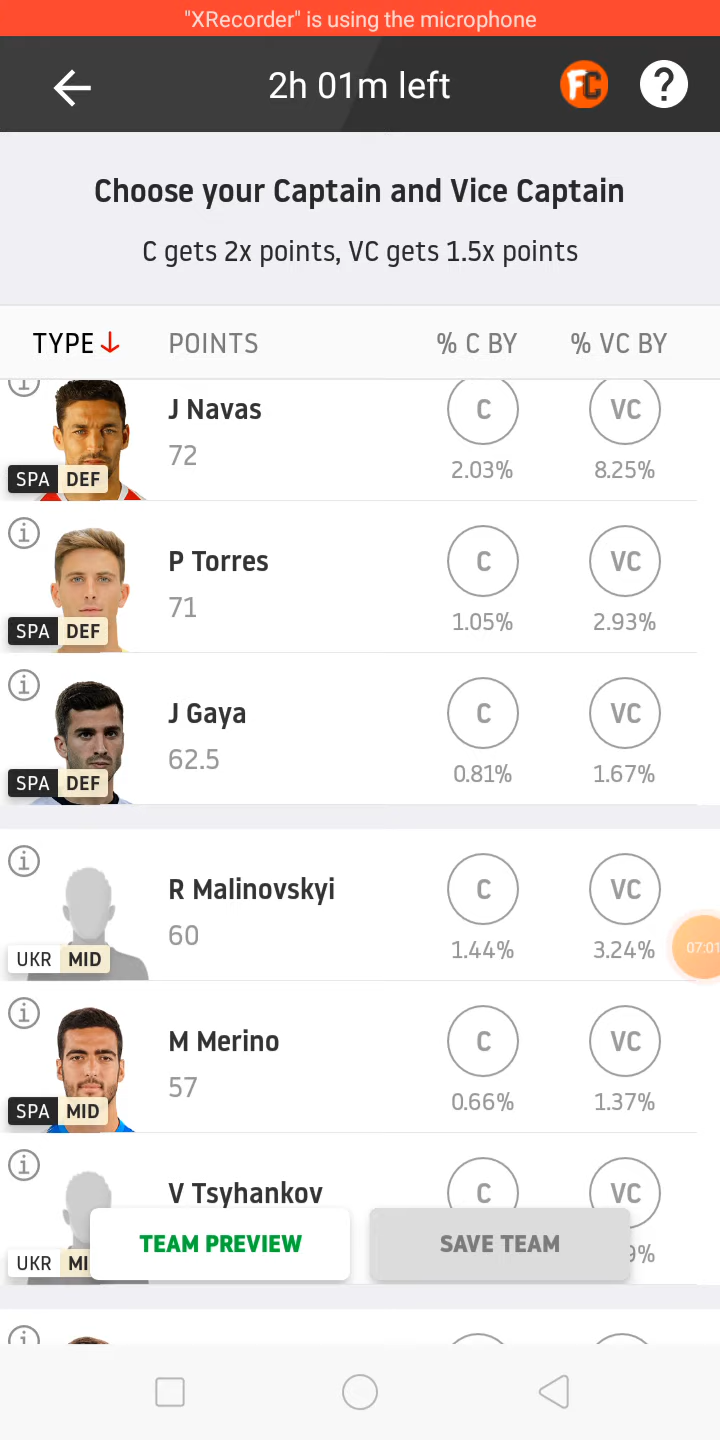 "XRecorder" is using the microphone
2h 01m left
FC
?
Choose your Captain and Vice Captain
C gets 2x points, VC gets 1.5x points
TYPE POINTS % C BY % VC BY
J Navas C VC
72
SPA DEF 2.03% 8.25%
P Torres C VC
71
SPA DEF 1.05% 2.93%
J Gaya C VC
62.5
SPA DEF 0.81% 1.67%
R Malinovskyi C VC
60
UKR MID 1.44% 3.24%
07:01
M Merino C VC
57
SPA MID 0.66% 1.37%
V Tsyhankov C VC
UKR MI 9%
TEAM PREVIEW SAVE TEAM